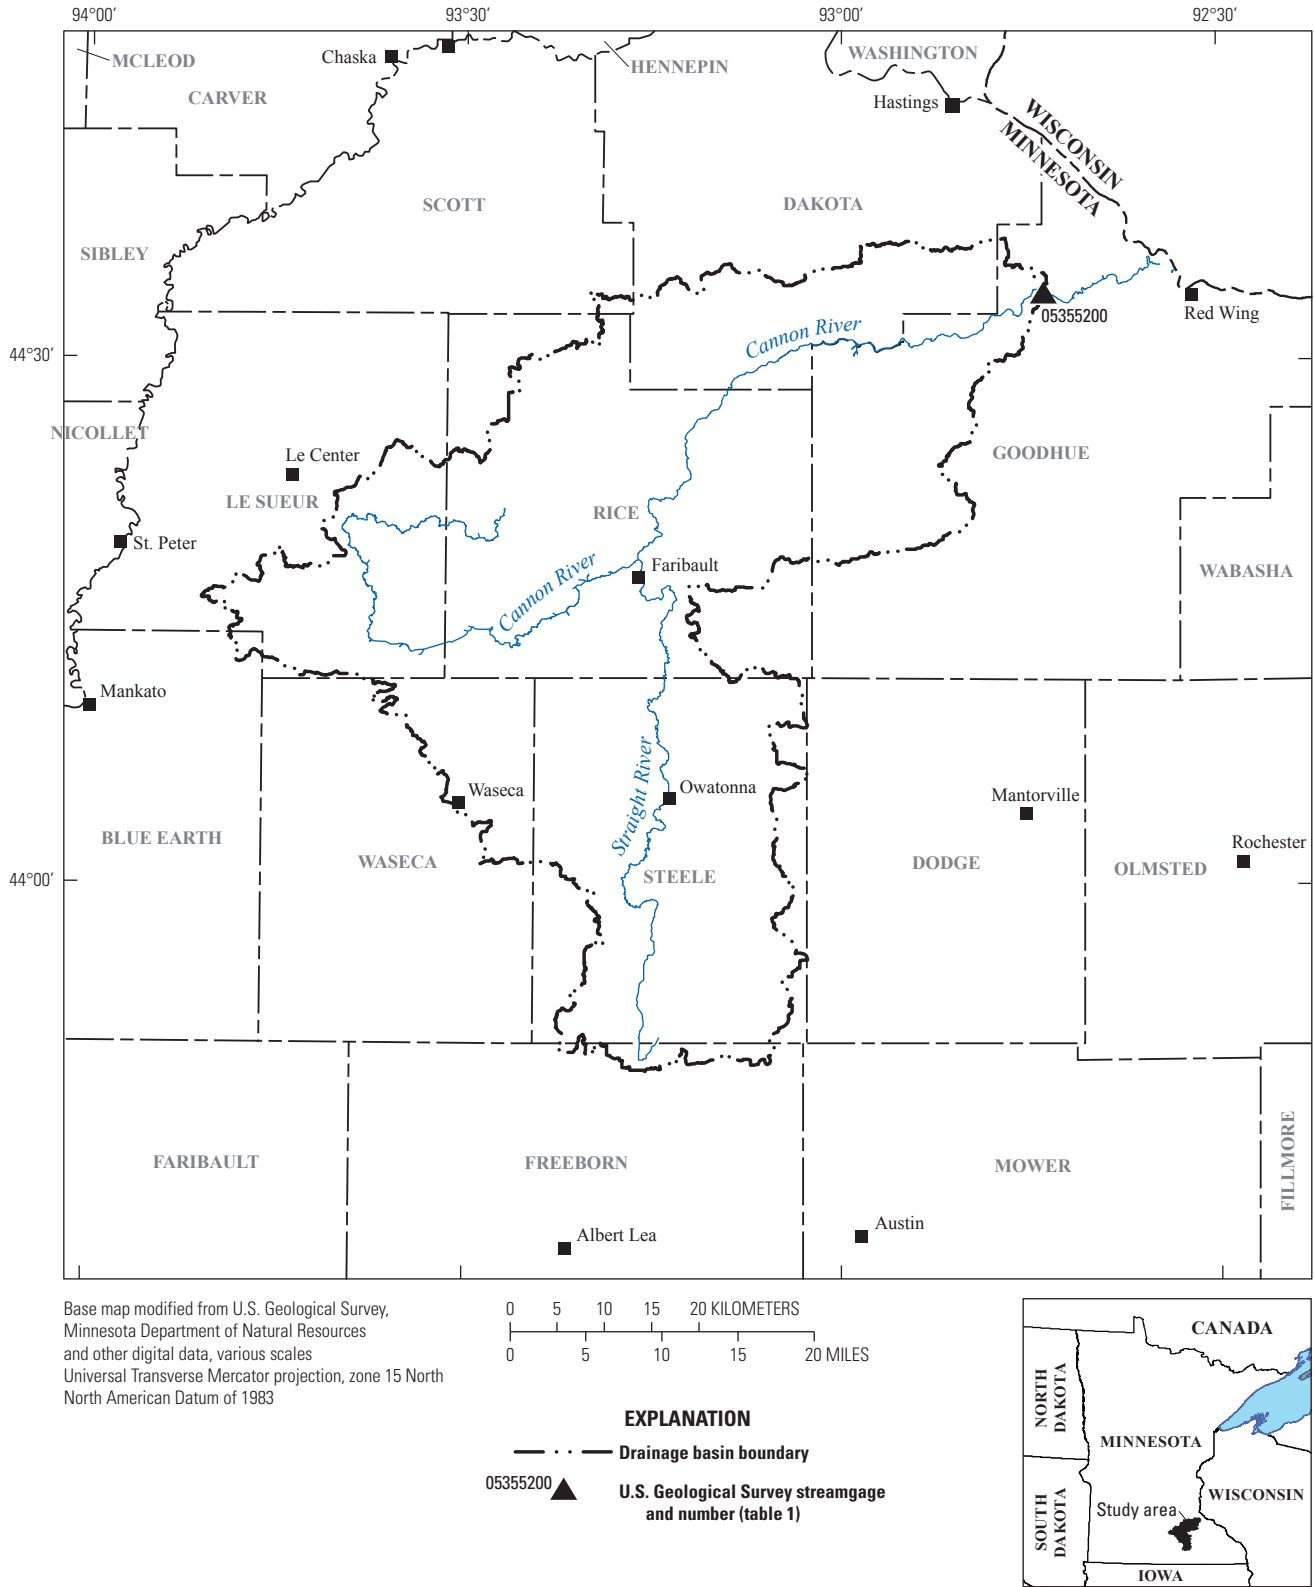 94°00′
93°30′
93°00′
92°30′
MCLEOD
CARVER
Chaska
HENNEPIN
WASHINGTON
Hastings
WISCONSIN
MINNESOTA
SCOTT
DAKOTA
SIBLEY
05355200
Red Wing
Cannon River
44°30′
NICOLLET
Le Center
LE SUEUR
GOODHUE
RICE
St. Peter
Faribault
Cannon River
WABASHA
Mankato
Straight River
Waseca
Owatonna
Mantorville
BLUE EARTH
WASECA
STEELE
DODGE
OLMSTED
Rochester
44°00′
FARIBAULT
FREEBORN
MOWER
FILLMORE
Albert Lea
Austin
Base map modified from U.S. Geological Survey,
Minnesota Department of Natural Resources
and other digital data, various scales
Universal Transverse Mercator projection, zone 15 North
North American Datum of 1983
0 5 10 15 20 KILOMETERS
0 5 10 15 20 MILES
EXPLANATION
Drainage basin boundary
05355200
U.S. Geological Survey streamgage
and number (table 1)
CANADA
NORTH
DAKOTA
MINNESOTA
SOUTH
DAKOTA
WISCONSIN
Study area
IOWA